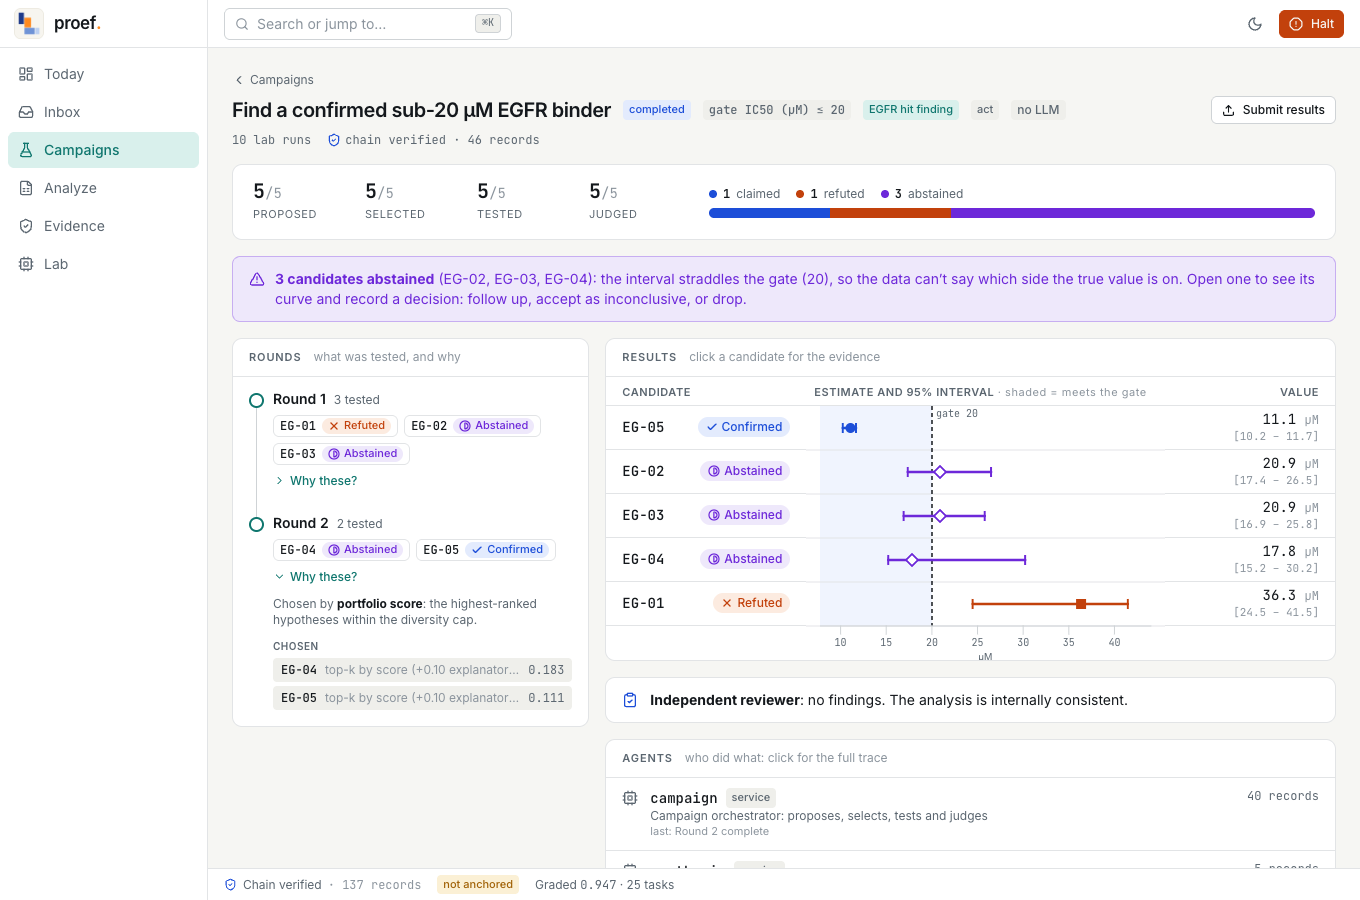 proef.
Search or jump to...
⌘K
Halt
Today
Inbox
Campaigns
Analyze
Evidence
Lab
Campaigns
Find a confirmed sub-20 µM EGFR binder
completed
gate IC50 (µM) ≤ 20
EGFR hit finding
act
no LLM
Submit results
10 lab runs
chain verified · 46 records
5/5
PROPOSED
5/5
SELECTED
5/5
TESTED
5/5
JUDGED
1 claimed
1 refuted
3 abstained
3 candidates abstained (EG-02, EG-03, EG-04): the interval straddles the gate (20), so the data can’t say which side the true value is on. Open one to see its
curve and record a decision: follow up, accept as inconclusive, or drop.
ROUNDS what was tested, and why
Round 1 3 tested
EG-01 Refuted
EG-02 Abstained
EG-03 Abstained
Why these?
Round 2 2 tested
EG-04 Abstained
EG-05 Confirmed
Why these?
Chosen by portfolio score: the highest-ranked
hypotheses within the diversity cap.
CHOSEN
EG-04 top-k by score (+0.10 explanator... 0.183
EG-05 top-k by score (+0.10 explanator... 0.111
RESULTS click a candidate for the evidence
CANDIDATE
ESTIMATE AND 95% INTERVAL · shaded = meets the gate
VALUE
gate 20
EG-05 Confirmed 11.1 µM
[10.2 – 11.7]
EG-02 Abstained 20.9 µM
[17.4 – 26.5]
EG-03 Abstained 20.9 µM
[16.9 – 25.8]
EG-04 Abstained 17.8 µM
[15.2 – 30.2]
EG-01 Refuted 36.3 µM
[24.5 – 41.5]
10 15 20 25 30 35 40
µM
Independent reviewer: no findings. The analysis is internally consistent.
AGENTS who did what: click for the full trace
campaign service 40 records
Campaign orchestrator: proposes, selects, tests and judges
last: Round 2 complete
5 records
Chain verified · 137 records
not anchored
Graded 0.947 · 25 tasks